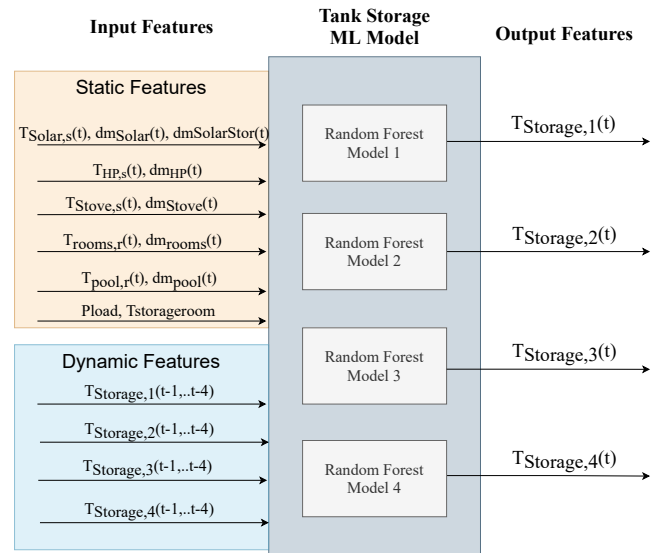 Input Features
Tank Storage
ML Model
Output Features
Static Features
TSolar,s(t), dmSolar(t), dmSolarStor(t)
THP,s(t), dmHP(t)
TStove,s(t), dmStove(t)
Trooms,r(t), dmrooms(t)
Tpool,r(t), dmpool(t)
Pload, Tstorageroom
Dynamic Features
TStorage,1(t-1,..t-4)
TStorage,2(t-1,..t-4)
TStorage,3(t-1,..t-4)
TStorage,4(t-1,..t-4)
Random Forest
Model 1
Random Forest
Model 2
Random Forest
Model 3
Random Forest
Model 4
TStorage,1(t)
TStorage,2(t)
TStorage,3(t)
TStorage,4(t)